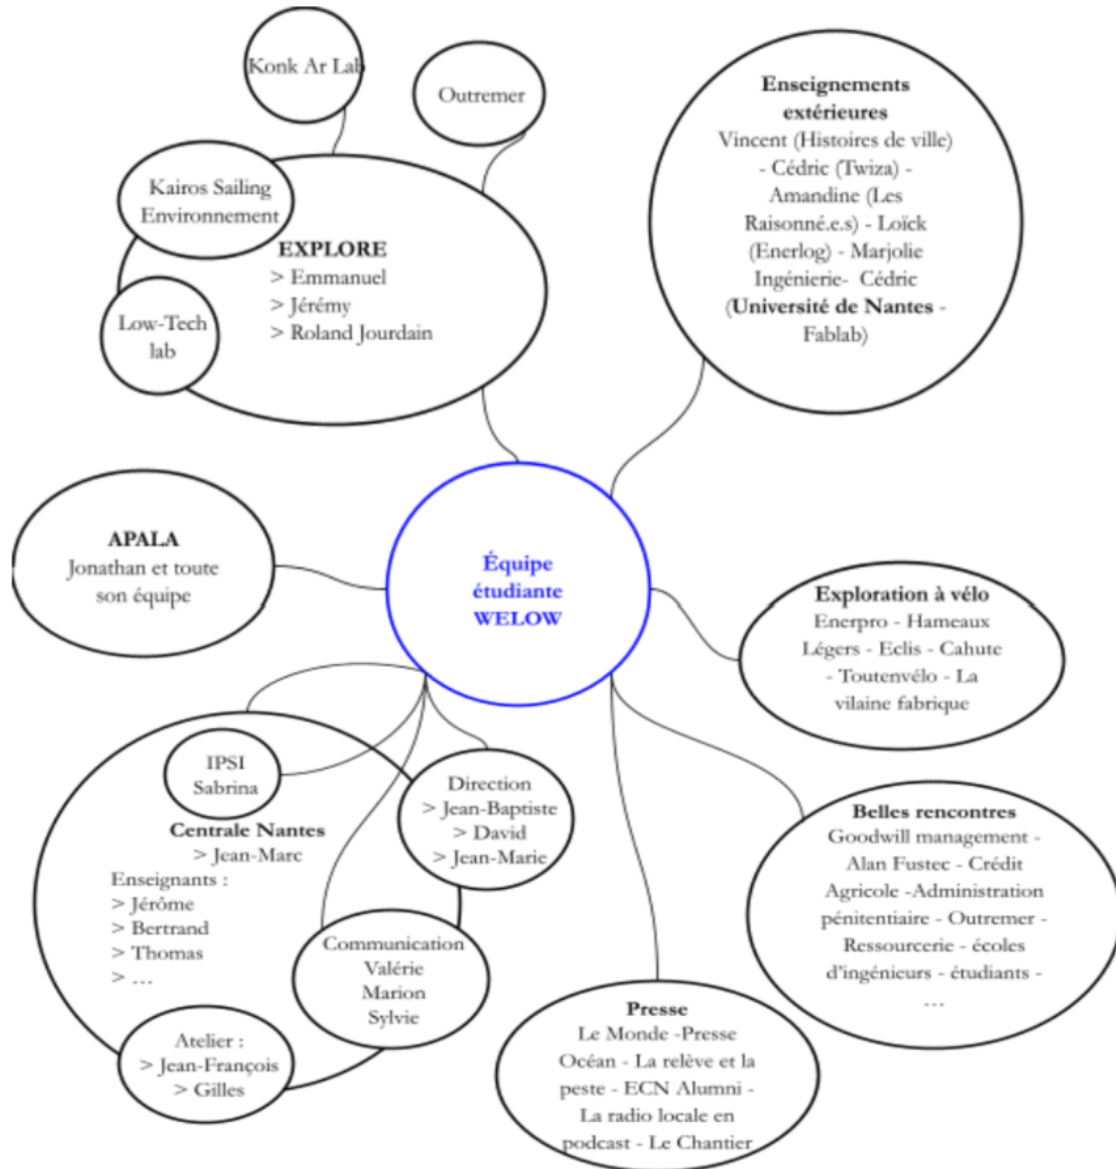 Konk Ar Lab
Outremer
Kairos Sailing
Environnement
EXPLORE
> Emmanuel
> Jérémy
> Roland Jourdain
Low-Tech
lab
Enseignements
extérieures
Vincent (Histoires de ville)
- Cédric (Twiza) -
Amandine (Les
Raisonné.e.s) - Loïck
(Enerlog) - Marjolie
Ingénierie- Cédric
(Université de Nantes -
Fablab)
APALA
Jonathan et toute
son équipe
Équipe
étudiante
WELOW
Exploration à vélo
Enerpro - Hameaux
Légers - Eclis - Cahute
- Toutenvélo - La
vilaine fabrique
IPSI
Sabrina
Centrale Nantes
> Jean-Marc
Enseignants :
> Jérôme
> Bertrand
> Thomas
> ...
Direction
> Jean-Baptiste
> David
> Jean-Marie
Communication
Valérie
Marion
Sylvie
Atelier :
> Jean-François
> Gilles
Presse
Le Monde -Presse
Océan - La relève et la
peste - ECN Alumni -
La radio locale en
podcast - Le Chantier
Belles rencontres
Goodwill management -
Alan Fustec - Crédit
Agricole -Administration
pénitentiaire - Outremer -
Ressourcerie - écoles
d'ingénieurs - étudiants -
...